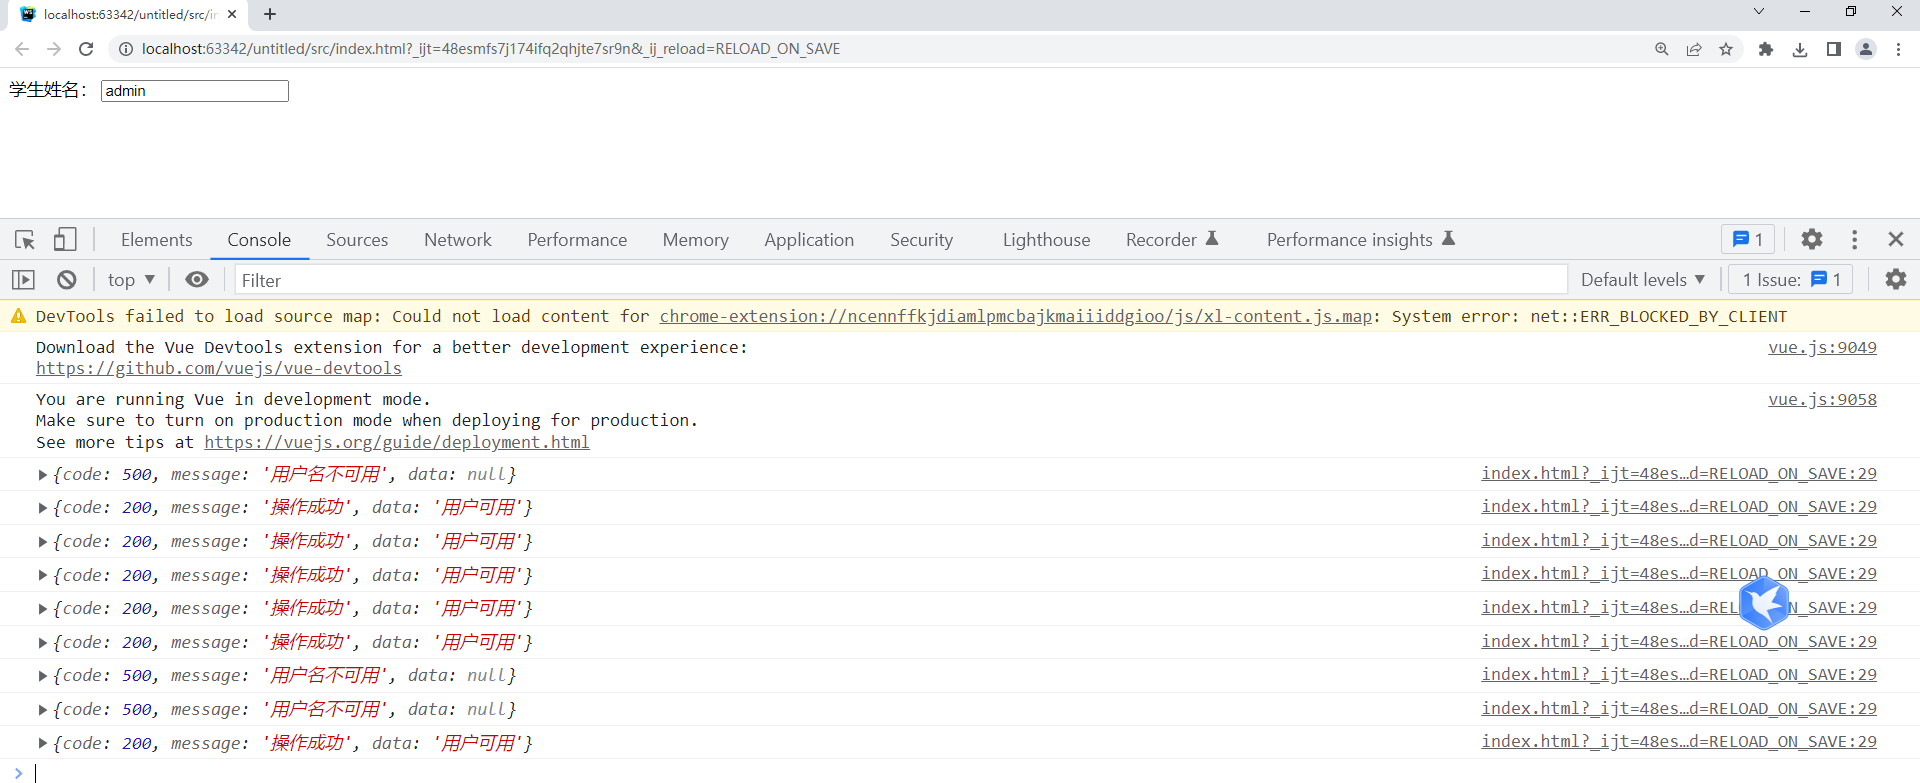 localhost:63342/untitled/src/in
localhost:63342/untitled/src/index.html?_ijt=48esmfs7j174ifq2qhjte7sr9n&_ij_reload=RELOAD_ON_SAVE
学生姓名： admin
Elements Console Sources Network Performance Memory Application Security Lighthouse Recorder Performance insights 1
top Filter Default levels 1 Issue: 1
DevTools failed to load source map: Could not load content for chrome-extension://ncennffkjdiamlpmcbajkmaiiiiddgioo/js/xl-content.js.map: System error: net::ERR_BLOCKED_BY_CLIENT
Download the Vue Devtools extension for a better development experience: vue.js:9049
https://github.com/vuejs/vue-devtools
You are running Vue in development mode. vue.js:9058
Make sure to turn on production mode when deploying for production.
See more tips at https://vuejs.org/guide/deployment.html
{code: 500, message: '用户名不可用', data: null} index.html?_ijt=48es…d=RELOAD_ON_SAVE:29
{code: 200, message: '操作成功', data: '用户可用'} index.html?_ijt=48es…d=RELOAD_ON_SAVE:29
{code: 200, message: '操作成功', data: '用户可用'} index.html?_ijt=48es…d=RELOAD_ON_SAVE:29
{code: 200, message: '操作成功', data: '用户可用'} index.html?_ijt=48es…d=RELOAD_ON_SAVE:29
{code: 200, message: '操作成功', data: '用户可用'} index.html?_ijt=48es…d=RELOAD_ON_SAVE:29
{code: 200, message: '操作成功', data: '用户可用'} index.html?_ijt=48es…d=RELOAD_ON_SAVE:29
{code: 500, message: '用户名不可用', data: null} index.html?_ijt=48es…d=RELOAD_ON_SAVE:29
{code: 500, message: '用户名不可用', data: null} index.html?_ijt=48es…d=RELOAD_ON_SAVE:29
{code: 200, message: '操作成功', data: '用户可用'} index.html?_ijt=48es…d=RELOAD_ON_SAVE:29